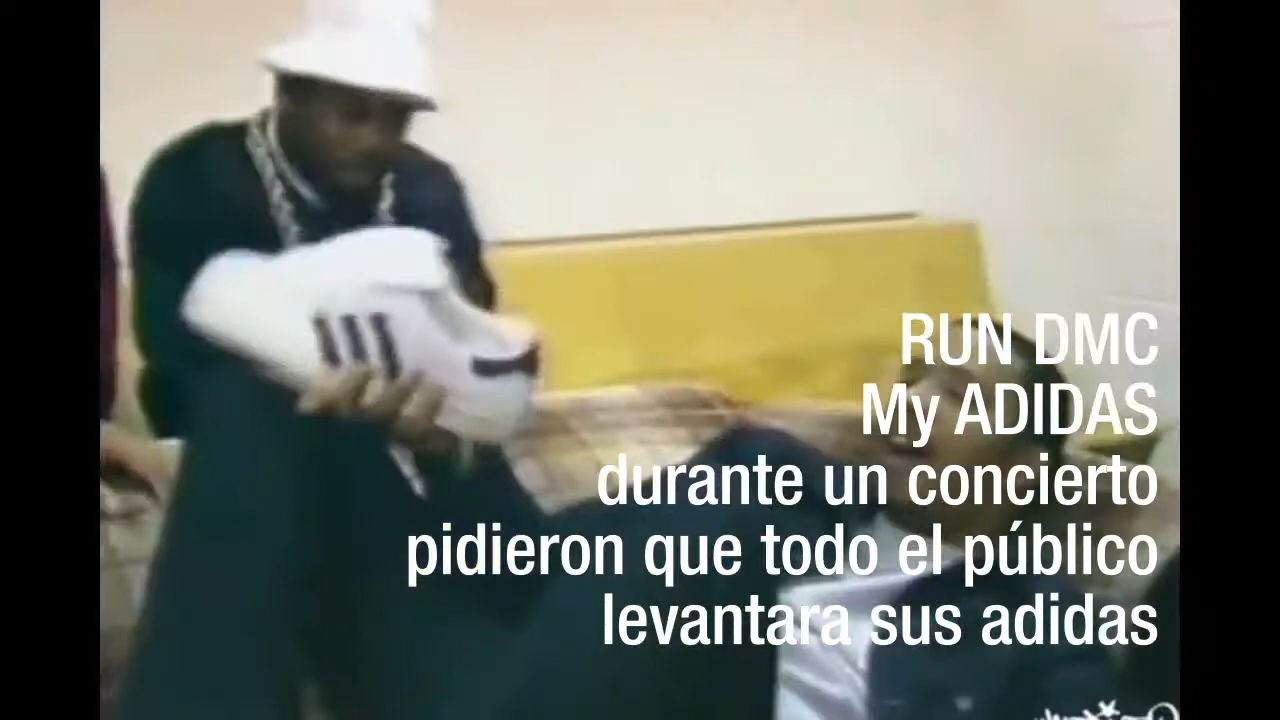 RUN DMC
My ADIDAS
durante un concierto
pidieron que todo el público
levantara sus adidas